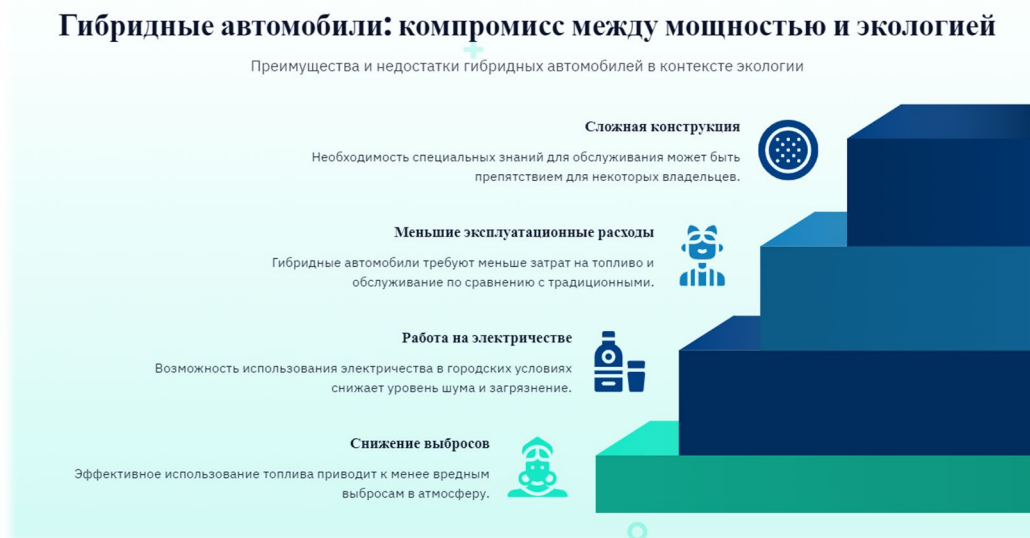 Гибридные автомобили: компромисс между мощностью и экологией
Преимущества и недостатки гибридных автомобилей в контексте экологии
Сложная конструкция
Необходимость специальных знаний для обслуживания может быть
препятствием для некоторых владельцев.
Меньшие эксплуатационные расходы
Гибридные автомобили требуют меньше затрат на топливо и
обслуживание по сравнению с традиционными.
Работа на электричестве
Возможность использования электричества в городских условиях
снижает уровень шума и загрязнение.
Снижение выбросов
Эффективное использование топлива приводит к менее вредным
выбросам в атмосферу.